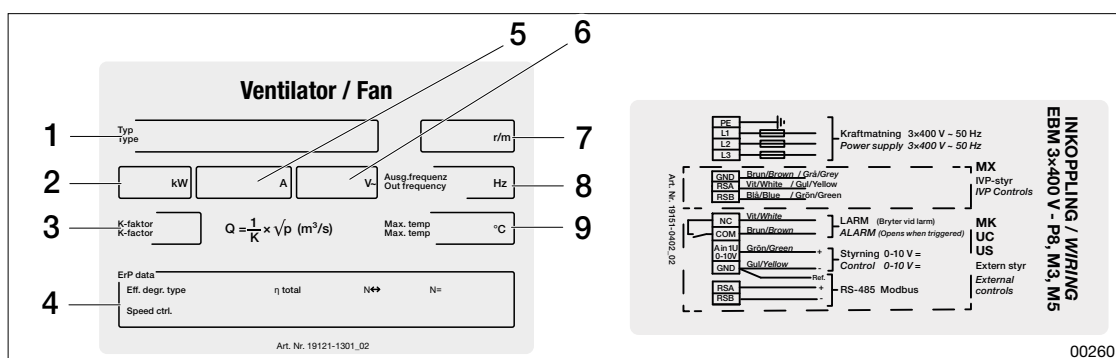 5
6
Ventilator / Fan
1
Typ
Type
r/m
7
2
kW
A
V~
Ausg.frequenz
Out frequency
Hz
8
3
K-faktor
K-factor
Q = 1/K × √p (m³/s)
Max. temp
Max. temp
°C
9
ErP data
4
Eff. degr. type
η total
N↔
N=
Speed ctrl.
Art. Nr. 19121-1301_02
PE
L1
L2
L3
Kraftmatning 3×400 V ~ 50 Hz
Power supply 3×400 V ~ 50 Hz
GND
RSA
RSB
Brun/Brown / Grå/Grey
Vit/White / Gul/Yellow
Blå/Blue / Grön/Green
MX
IVP-styr
IVP Controls
Art. Nr. 19151-0402_02
NC
COM
Vit/White
Brun/Brown
LARM (Bryter vid larm)
ALARM (Opens when triggered)
A in 1U
0-10V
GND
Grön/Green +
Gul/Yellow -
Ref.
Styrning 0-10 V =
Control 0-10 V =
RSA +
RSB -
RS-485 Modbus
MK
UC
US
Extern styr
External
controls
INKOPPLING / WIRING
EBM 3×400 V - P8, M3, M5
00260